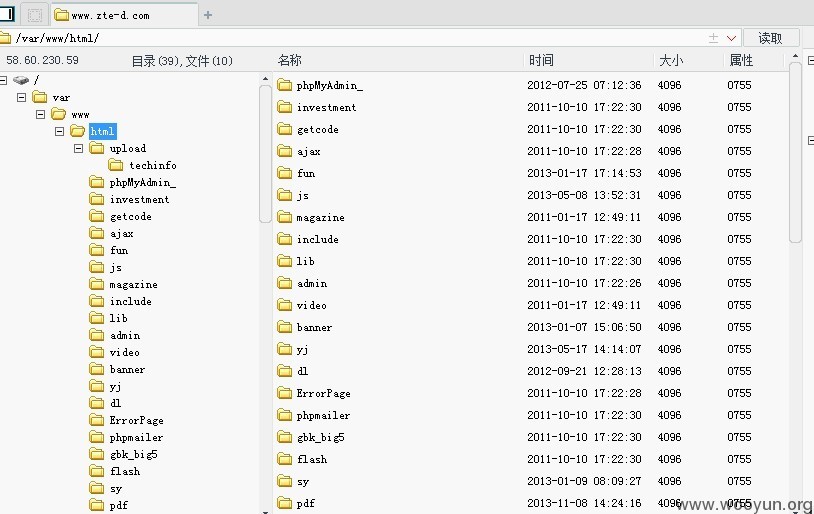 www.zte-d.com
/var/www/html/ 读取
58.60.230.59 目录(39),文件(10) 名称 时间 大小 属性
/
var
www
html
upload
techinfo
phpMyAdmin_
investment
getcode
ajax
fun
js
magazine
include
lib
admin
video
banner
yj
dl
ErrorPage
phpmailer
gbk_big5
flash
sy
pdf
phpMyAdmin_ 2012-07-25 07:12:36 4096 0755
investment 2011-10-10 17:22:30 4096 0755
getcode 2011-10-10 17:22:30 4096 0755
ajax 2011-10-10 17:22:28 4096 0755
fun 2013-01-17 17:14:53 4096 0755
js 2013-05-08 13:52:31 4096 0755
magazine 2011-01-17 12:49:11 4096 0755
include 2011-10-10 17:22:30 4096 0755
lib 2011-10-10 17:22:30 4096 0755
admin 2011-10-10 17:22:26 4096 0755
video 2011-01-17 12:49:11 4096 0755
banner 2013-01-07 15:06:50 4096 0755
yj 2013-05-17 14:14:07 4096 0755
dl 2012-09-21 12:28:13 4096 0755
ErrorPage 2011-10-10 17:22:28 4096 0755
phpmailer 2011-10-10 17:22:30 4096 0755
gbk_big5 2011-10-10 17:22:30 4096 0755
flash 2011-10-10 17:22:30 4096 0755
sy 2013-01-09 08:09:27 4096 0755
pdf 2013-11-08 14:24:16 4096 0755
www.wooyun.org